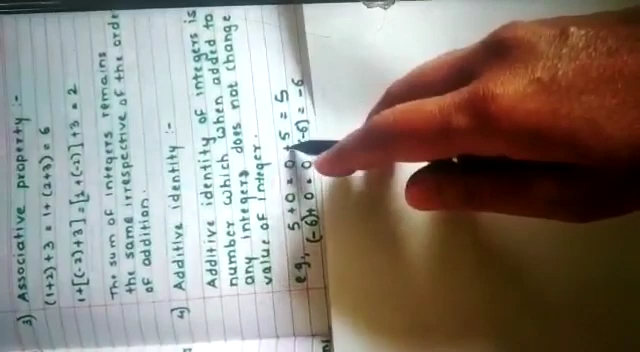 3) Associative property :-
(1+2)+3 = 1+(2+3) = 6
1+[(-2)+3] = [1+(-2)]+3 = 2
The sum of integers remains
the same irrespective of the orde
of addition.
4) Additive identity :-
Additive identity of integers is
number which when added to
any integers does not change
value of integer.
e.g, 5+0 = 0+5 = 5
(-6)+0 = 0 (-6) = -6